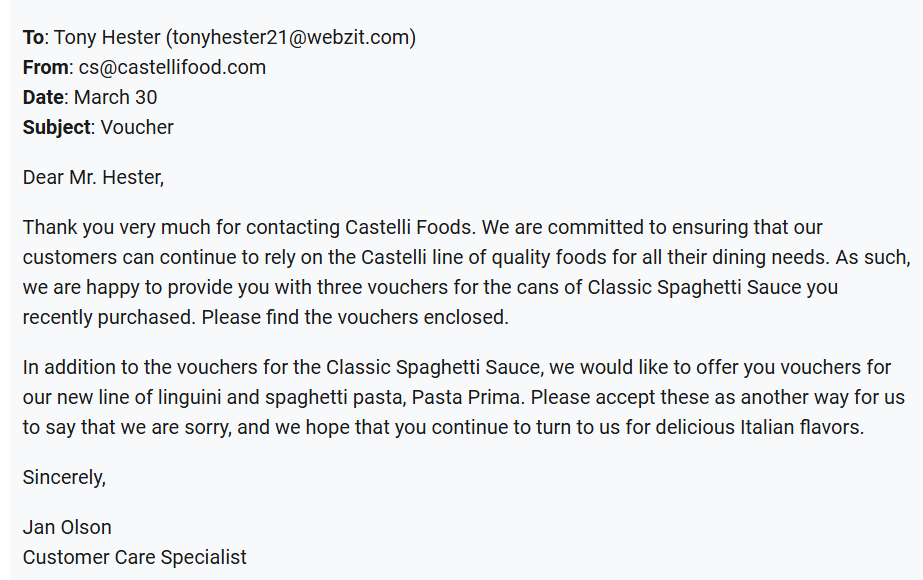 To: Tony Hester (tonyhester21@webzit.com)
From: cs@castellifood.com
Date: March 30
Subject: Voucher
Dear Mr. Hester,
Thank you very much for contacting Castelli Foods. We are committed to ensuring that our
customers can continue to rely on the Castelli line of quality foods for all their dining needs. As such,
we are happy to provide you with three vouchers for the cans of Classic Spaghetti Sauce you
recently purchased. Please find the vouchers enclosed.
In addition to the vouchers for the Classic Spaghetti Sauce, we would like to offer you vouchers for
our new line of linguini and spaghetti pasta, Pasta Prima. Please accept these as another way for us
to say that we are sorry, and we hope that you continue to turn to us for delicious Italian flavors.
Sincerely,
Jan Olson
Customer Care Specialist